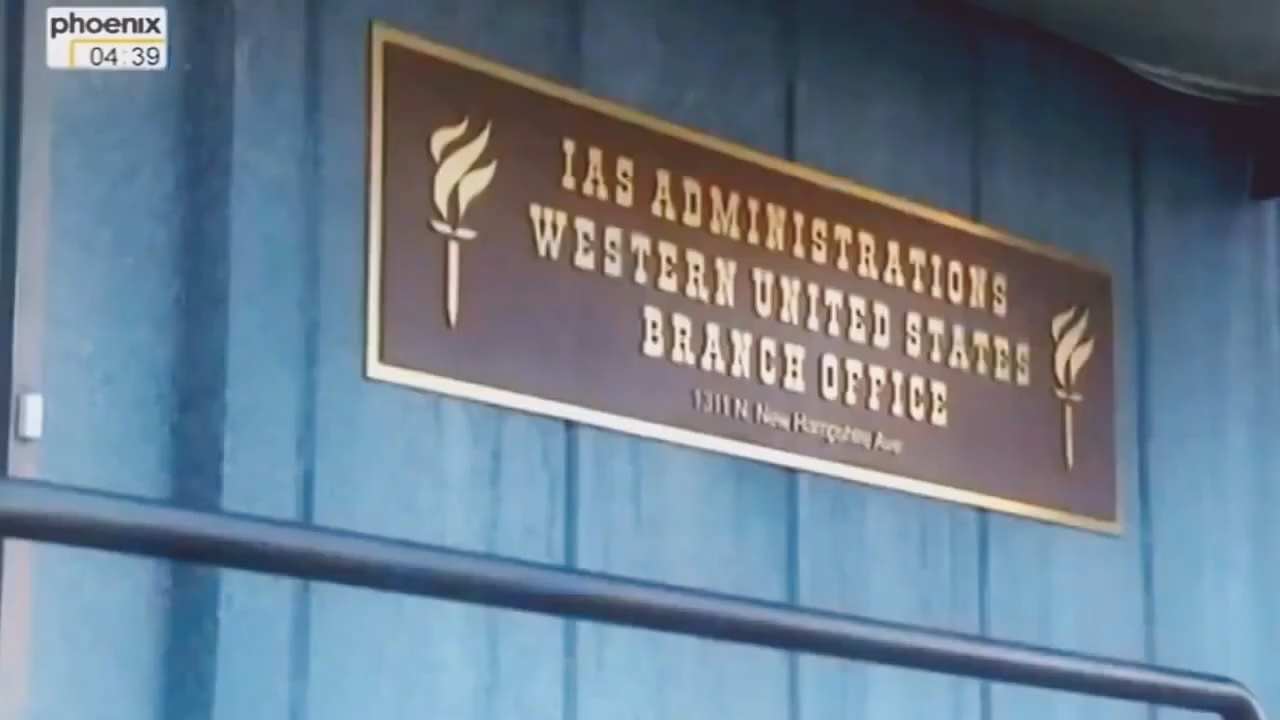 phoenix
04:39
IAS ADMINISTRATIONS
WESTERN UNITED STATES
BRANCH OFFICE
1311 N. New Hampshire Ave